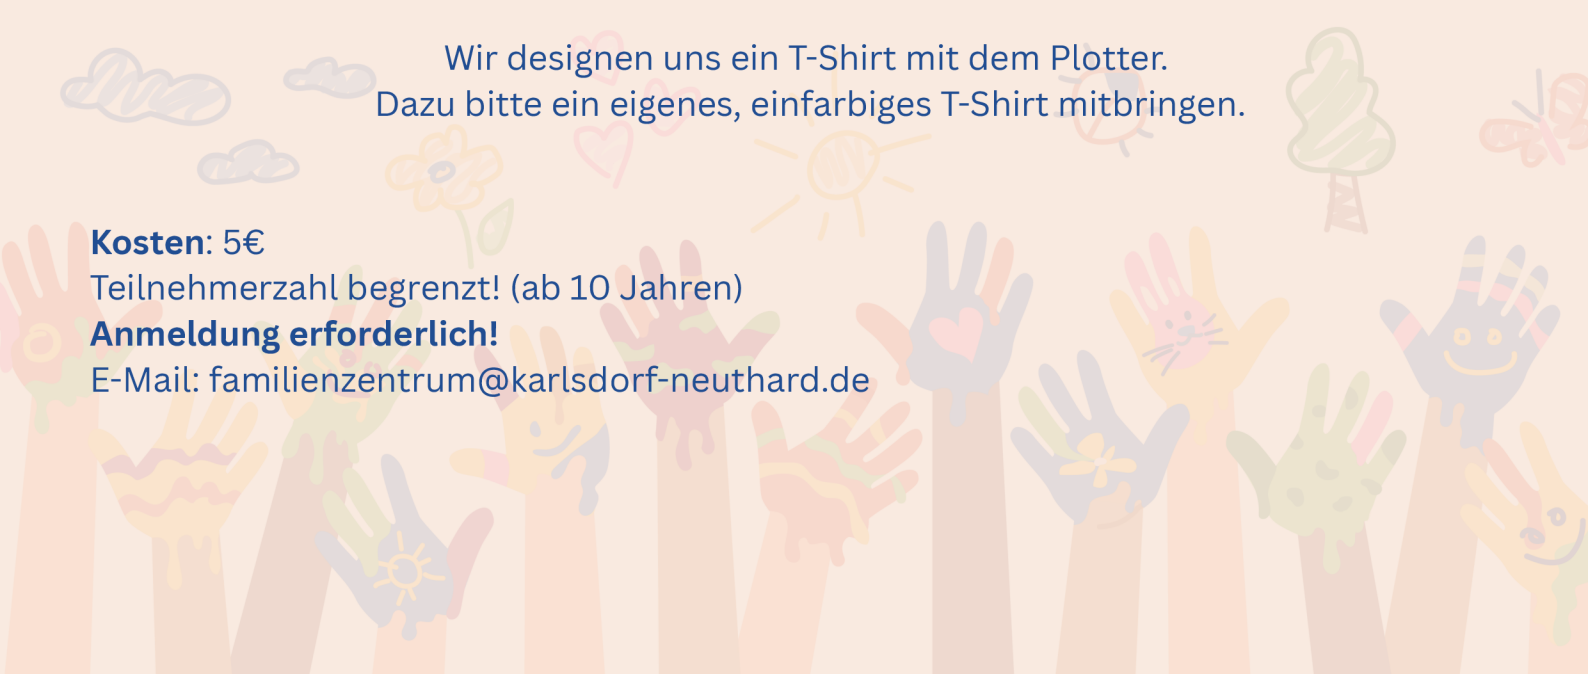 Wir designen uns ein T-Shirt mit dem Plotter.
Dazu bitte ein eigenes, einfarbiges T-Shirt mitbringen.
Kosten: 5€
Teilnehmerzahl begrenzt! (ab 10 Jahren)
Anmeldung erforderlich!
E-Mail: familienzentrum@karlsdorf-neuthard.de